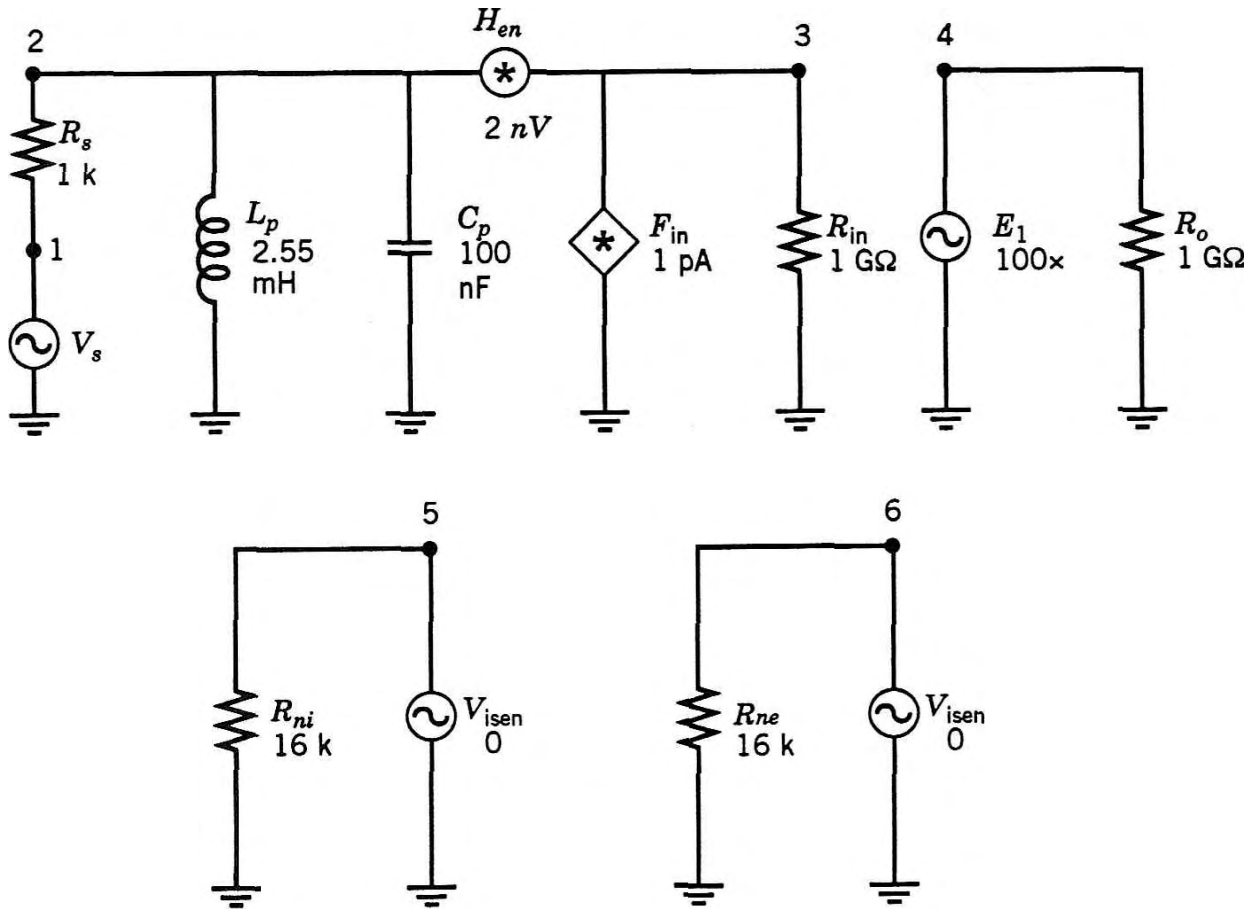 2
H_en
3
4
2 nV
R_s
1 k
1
V_s
L_p
2.55
mH
C_p
100
nF
F_in
1 pA
R_in
1 GΩ
E_1
100×
R_o
1 GΩ
5
6
R_ni
16 k
V_isen
0
R_ne
16 k
V_isen
0